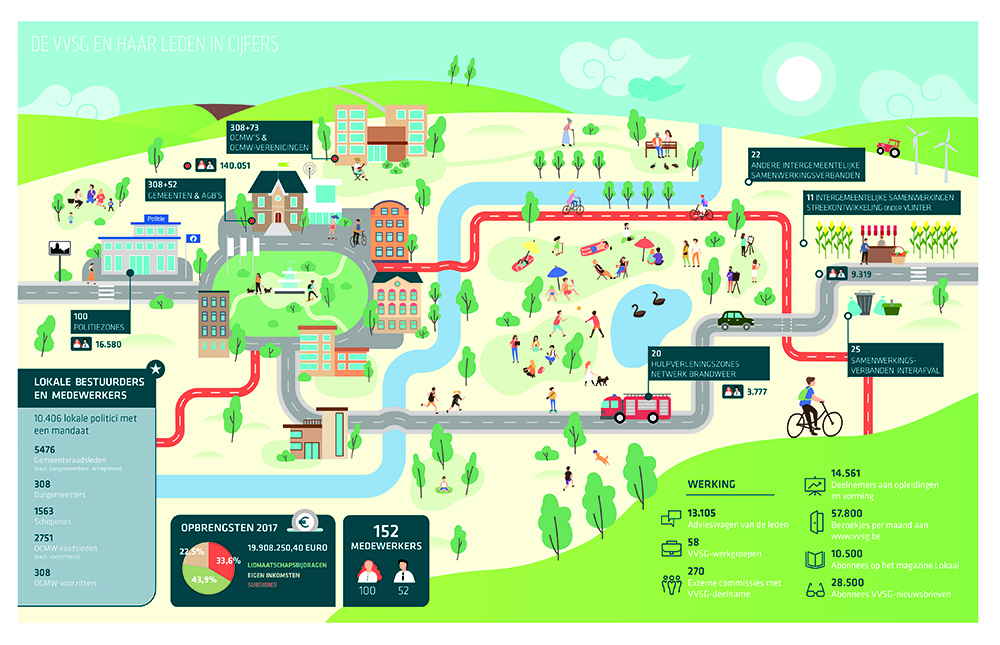 DE VVSG EN HAAR LEDEN IN CIJFERS
308+73
OCMW'S &
OCMW-VERENIGINGEN
140.051
308+52
GEMEENTEN & AGB'S
Politie
100
POLITIEZONES
16.580
22
ANDERE INTERGEMEENTELIJKE
SAMENWERKINGSVERBANDEN
11 INTERGEMEENTELIJKE SAMENWERKINGEN
STREEKONTWIKKELING ONDER VLINTER
9.319
20
HULPVERLENINGSZONES
NETWERK BRANDWEER
3.777
25
SAMENWERKINGS-
VERBANDEN INTERAFVAL
LOKALE BESTUURDERS
EN MEDEWERKERS
10.406 lokale politici met
een mandaat
5476
Gemeenteraadsleden
(excl. burgemeesters, schepenen)
308
Burgemeesters
1563
Schepenen
2751
OCMW-raadsleden
(excl. voorzitters)
308
OCMW-voorzitters
OPBRENGSTEN 2017
22,5%
33,6%
43,9%
19.908.250,40 EURO
LIDMAATSCHAPSBIJDRAGEN
EIGEN INKOMSTEN
SUBSIDIES
152
MEDEWERKERS
100
52
WERKING
13.105
Adviesvragen van de leden
58
VVSG-werkgroepen
270
Externe commissies met
VVSG-deelname
14.561
Deelnemers aan opleidingen
en vorming
57.800
Bezoekjes per maand aan
www.vvsg.be
10.500
Abonnees op het magazine Lokaal
28.500
Abonnees VVSG-nieuwsbrieven